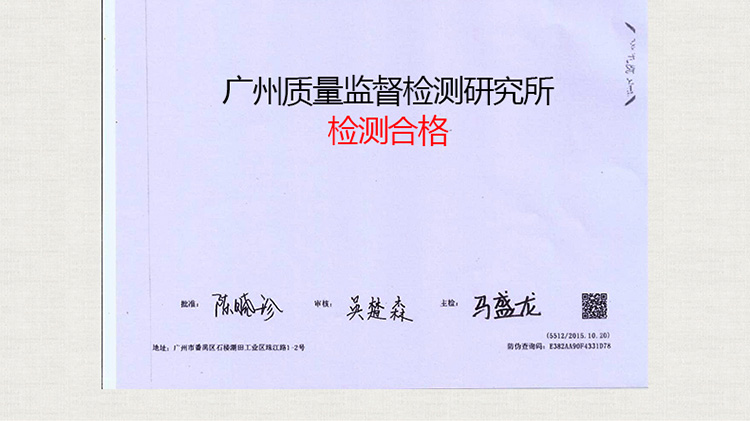 广州质量监督检测研究所
检测合格
批准：陈晓珍 审核：吴楚森 主检：马盛龙
(5512/2015.10.20)
地址：广州市番禺区石楼潮田工业区珠江路1-2号 防伪查询码：E382AA90F4331D78